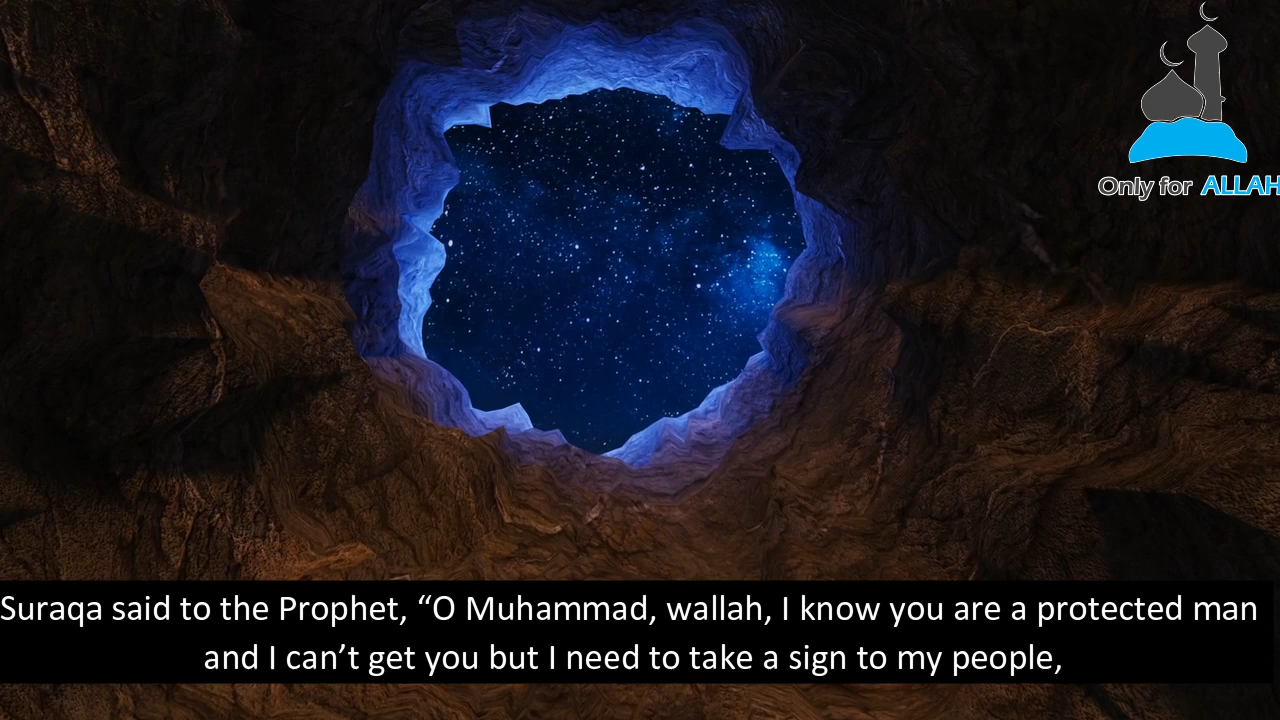 Only for ALLAH
Suraqa said to the Prophet, “O Muhammad, wallah, I know you are a protected man
and I can’t get you but I need to take a sign to my people,